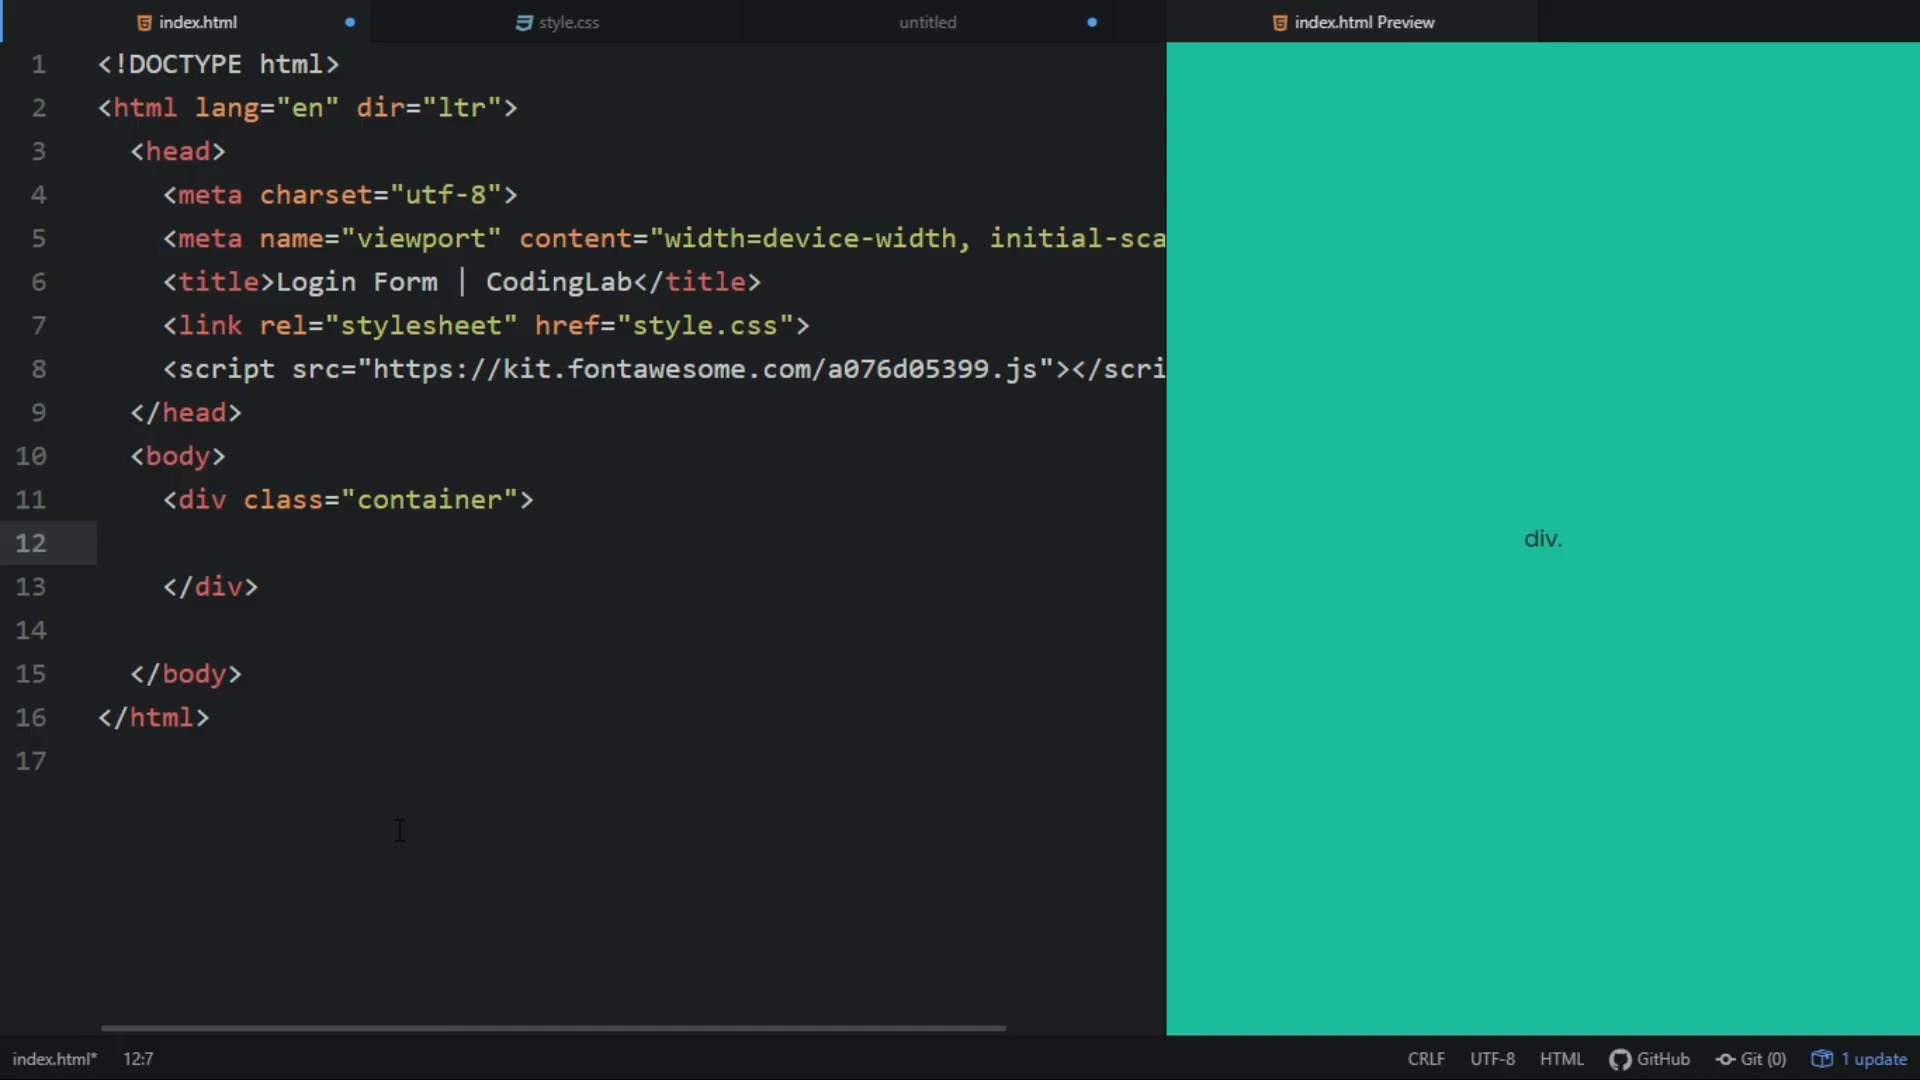 index.html
style.css
untitled
index.html Preview
1 <!DOCTYPE html>
2 <html lang="en" dir="ltr">
3 <head>
4 <meta charset="utf-8">
5 <meta name="viewport" content="width=device-width, initial-sca
6 <title>Login Form | CodingLab</title>
7 <link rel="stylesheet" href="style.css">
8 <script src="https://kit.fontawesome.com/a076d05399.js"></scri
9 </head>
10 <body>
11 <div class="container">
12
13 </div>
14
15 </body>
16 </html>
17
div.
index.html* 12:7 CRLF UTF-8 HTML GitHub Git (0) 1 update